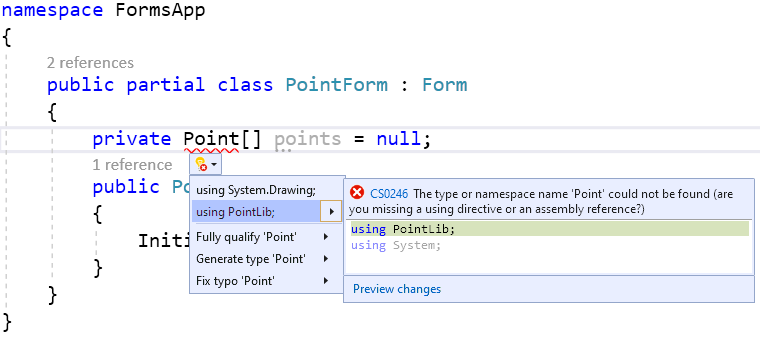 namespace FormsApp
{
2 references
public partial class PointForm : Form
{
private Point[] points = null;
1 reference
public Po
{
Initi
}
}
}
using System.Drawing;
using PointLib;
Fully qualify 'Point'
Generate type 'Point'
Fix typo 'Point'
CS0246 The type or namespace name 'Point' could not be found (are
you missing a using directive or an assembly reference?)
using PointLib;
using System;
Preview changes